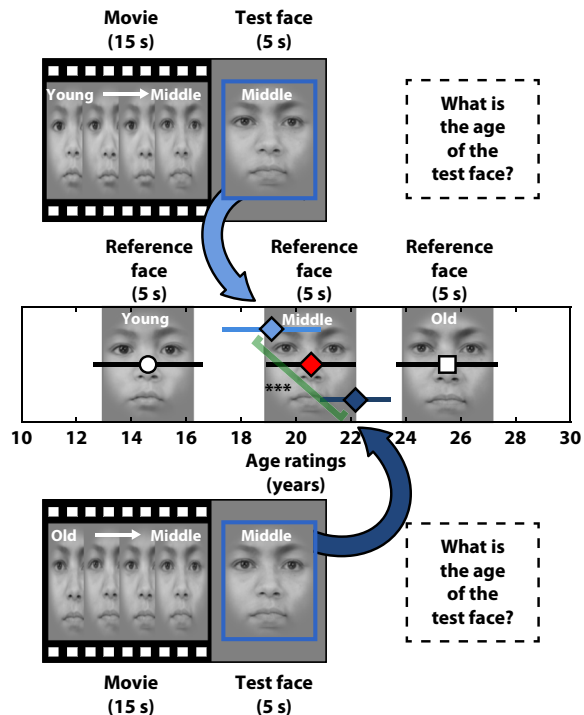 Movie
(15 s)
Test face
(5 s)
Young
Middle
Middle
What is
the age
of the
test face?
Reference
face
(5 s)
Reference
face
(5 s)
Reference
face
(5 s)
Young
Middle
Old
***
10 12 14 16 18 20 22 24 26 28 30
Age ratings
(years)
Old
Middle
Middle
What is
the age
of the
test face?
Movie
(15 s)
Test face
(5 s)